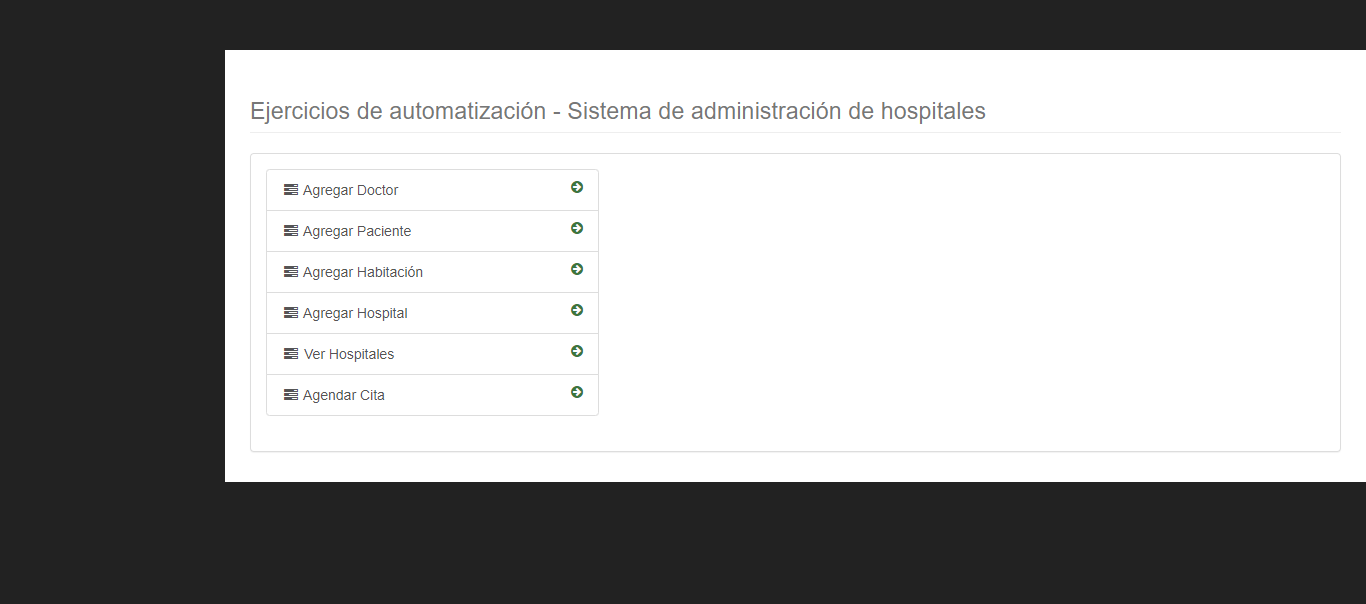 Ejercicios de automatización - Sistema de administración de hospitales
Agregar Doctor
Agregar Paciente
Agregar Habitación
Agregar Hospital
Ver Hospitales
Agendar Cita